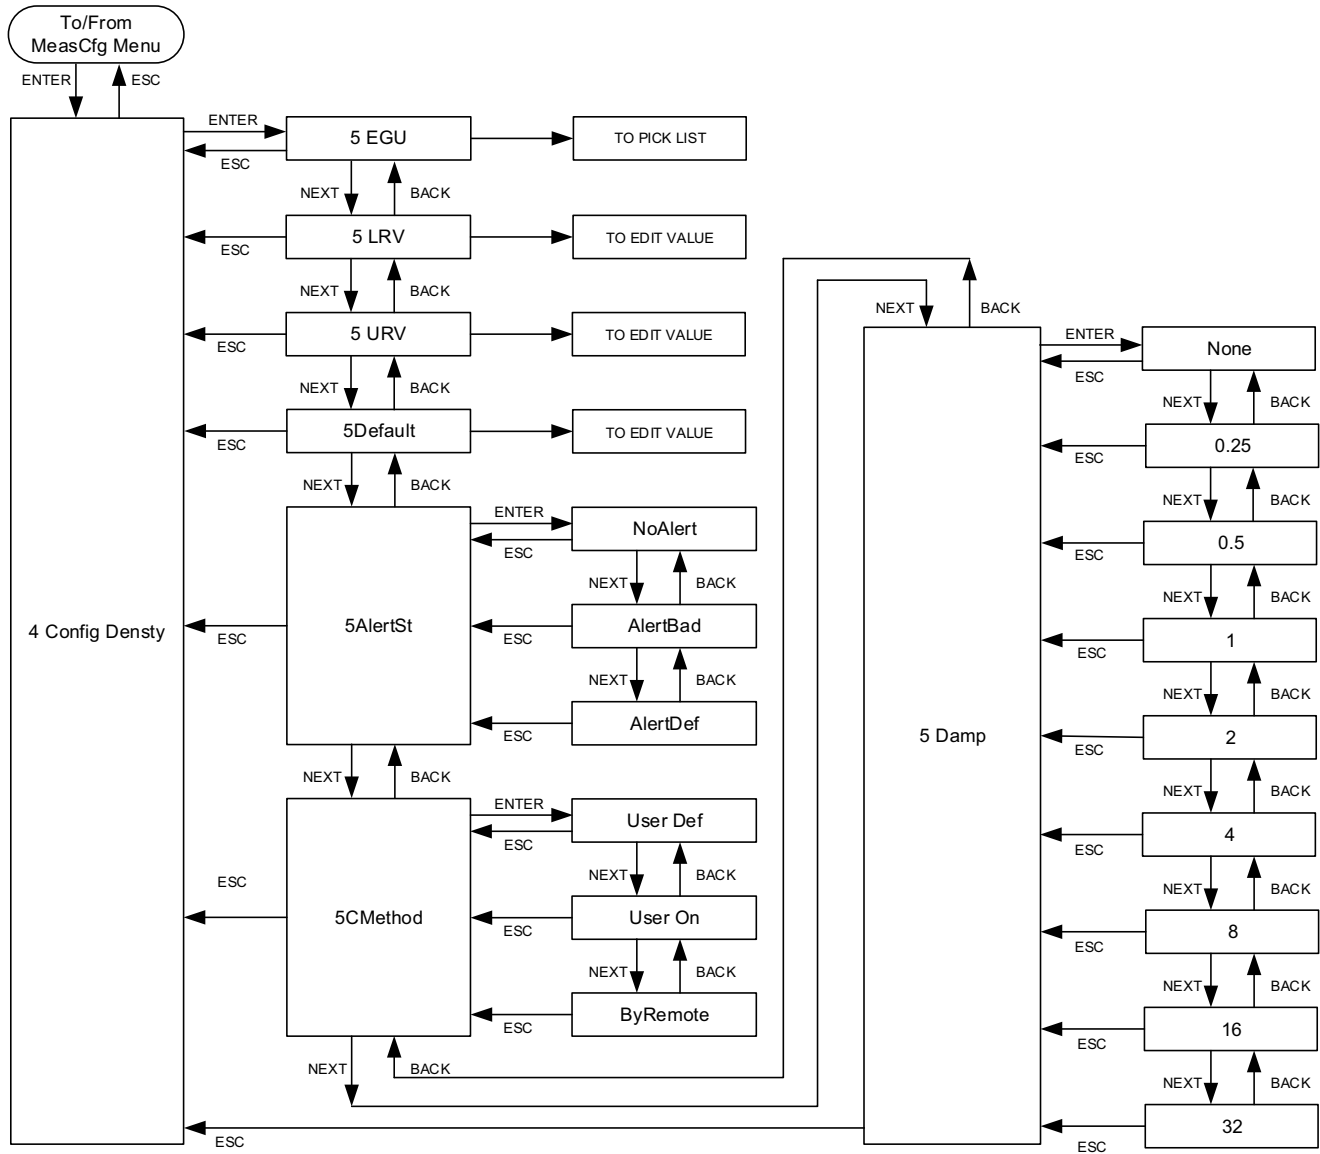 To/From
MeasCfg Menu
ENTER
ESC
4 Config Densty
ENTER
ESC
5 EGU
TO PICK LIST
NEXT
BACK
ESC
5 LRV
TO EDIT VALUE
NEXT
BACK
ESC
5 URV
TO EDIT VALUE
NEXT
BACK
ESC
5Default
TO EDIT VALUE
NEXT
BACK
ESC
5AlertSt
ENTER
ESC
NoAlert
NEXT
BACK
ESC
AlertBad
NEXT
BACK
ESC
AlertDef
NEXT
BACK
ESC
5CMethod
ENTER
ESC
User Def
NEXT
BACK
ESC
User On
NEXT
BACK
ESC
ByRemote
NEXT
BACK
ESC
NEXT
BACK
5 Damp
ENTER
ESC
None
NEXT
BACK
ESC
0.25
NEXT
BACK
ESC
0.5
NEXT
BACK
ESC
1
NEXT
BACK
ESC
2
NEXT
BACK
ESC
4
NEXT
BACK
ESC
8
NEXT
BACK
ESC
16
NEXT
BACK
ESC
32